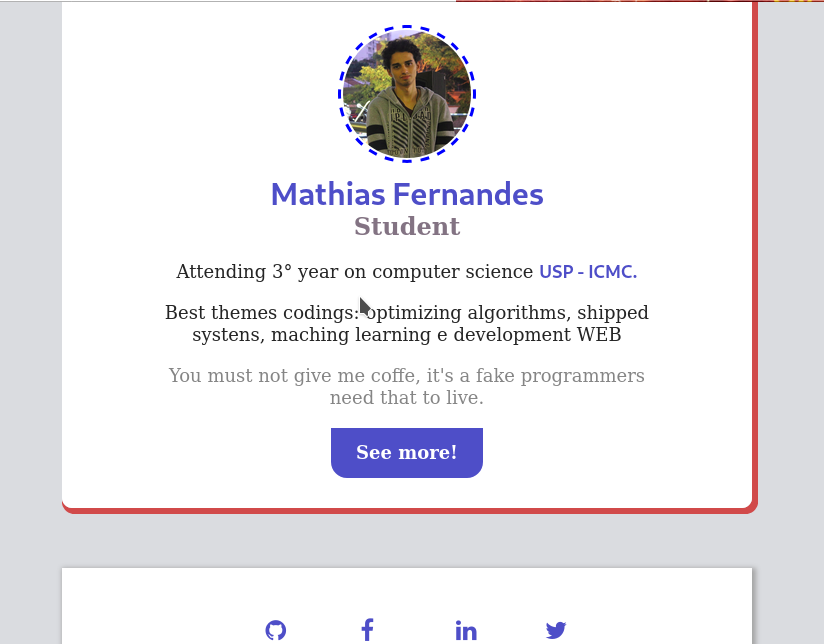 Mathias Fernandes
Student
Attending 3° year on computer science USP - ICMC.
Best themes codings: optimizing algorithms, shipped
systens, maching learning e development WEB
You must not give me coffe, it's a fake programmers
need that to live.
See more!